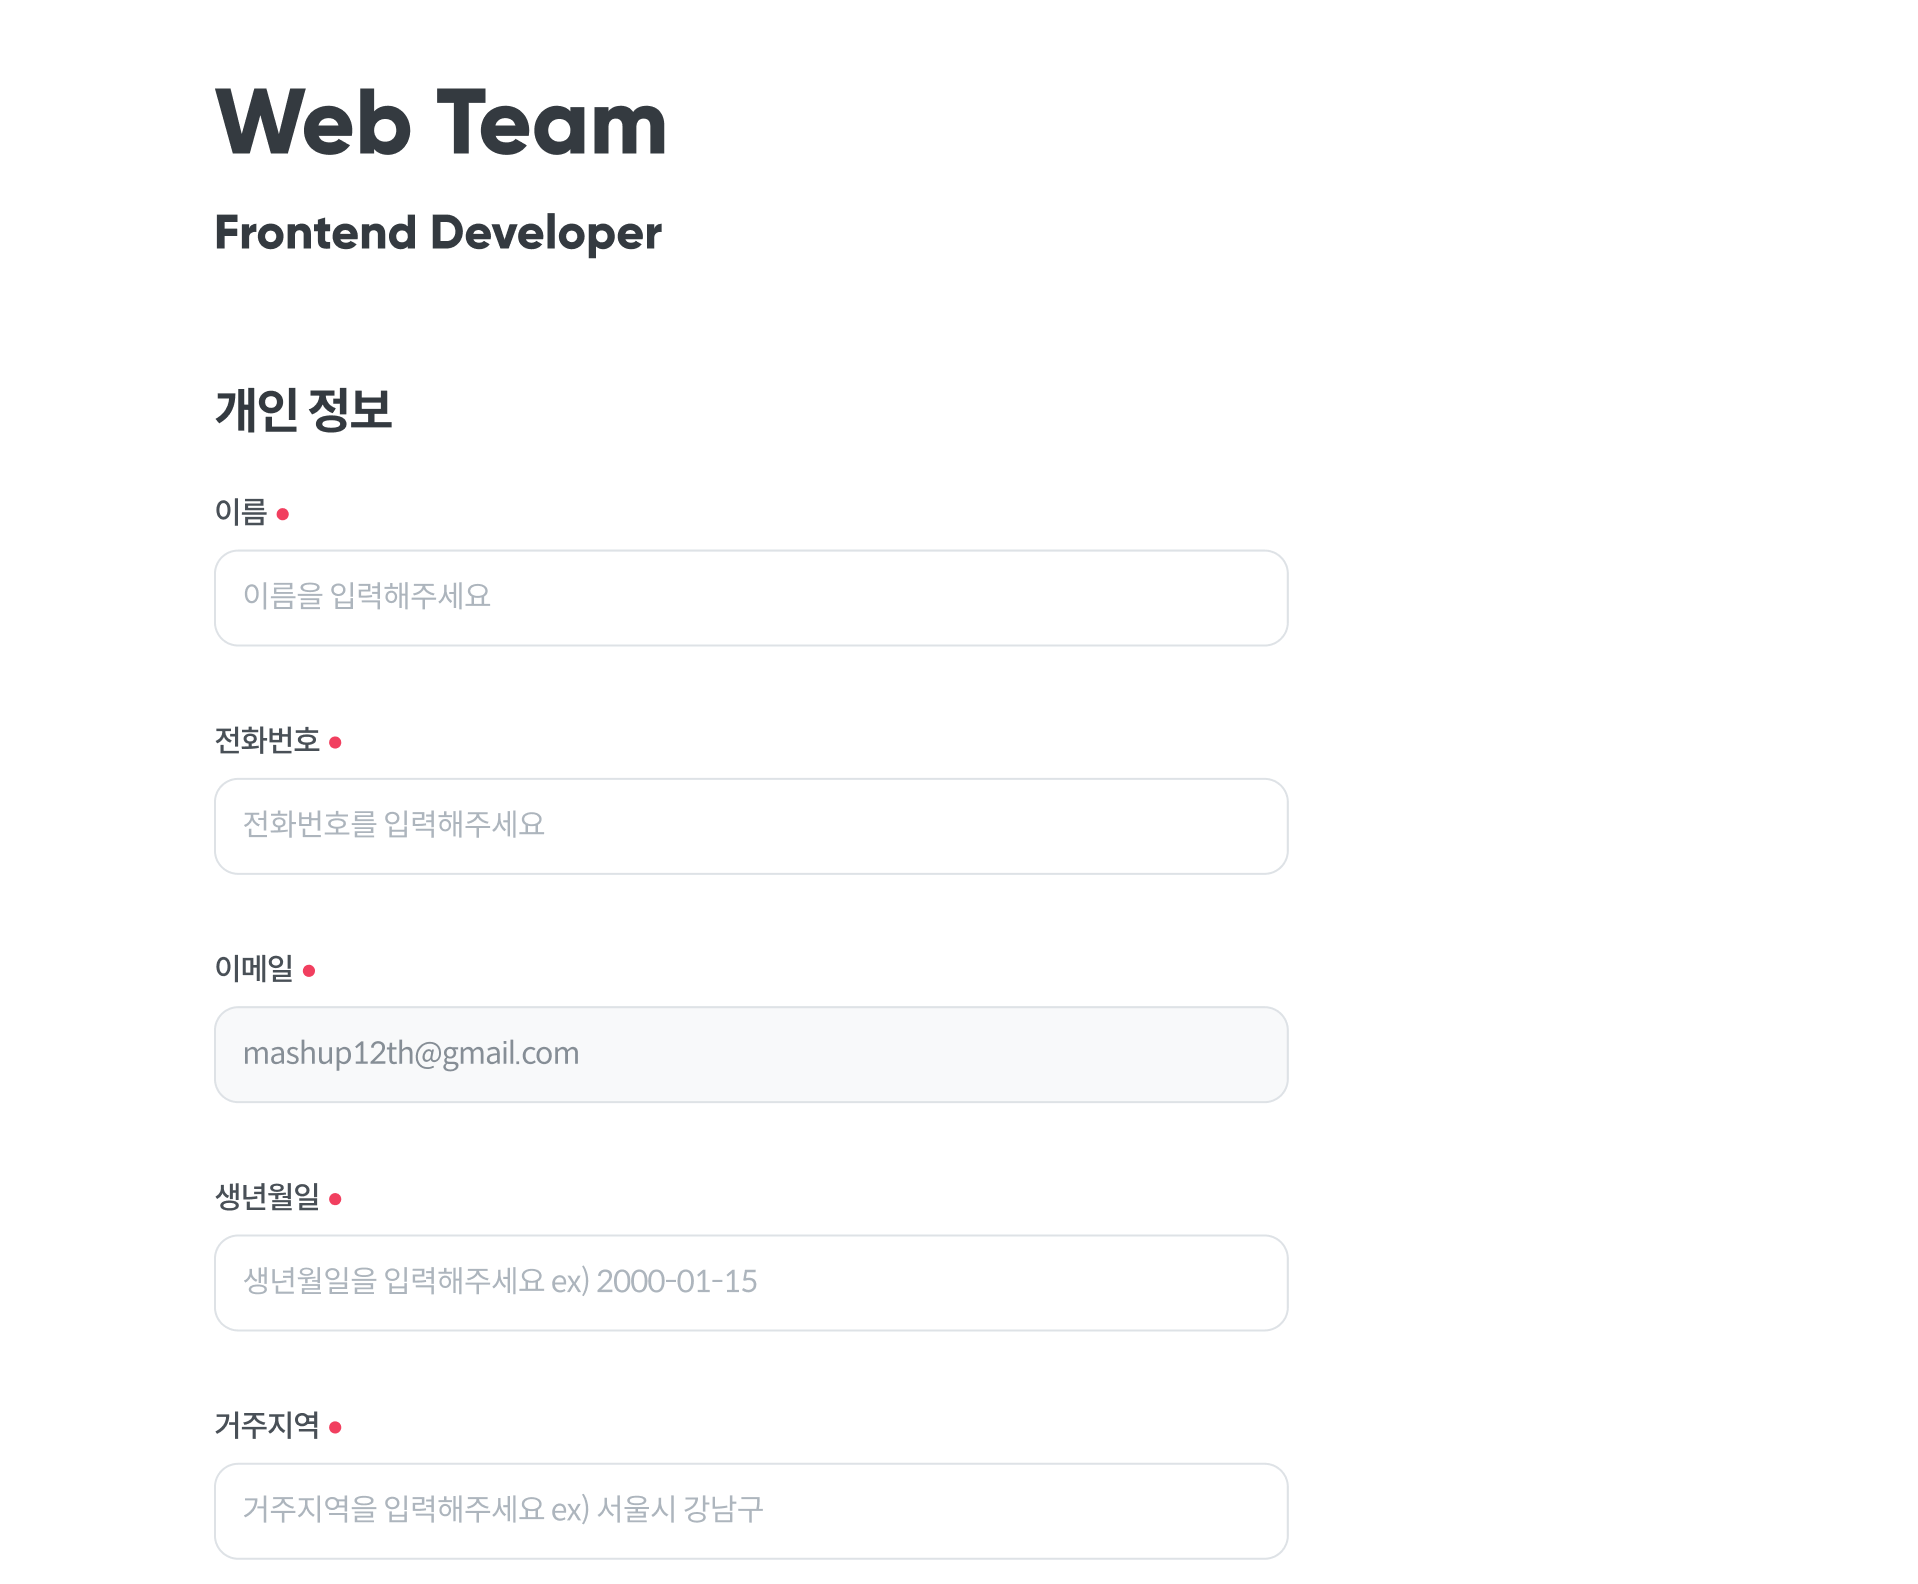 Web Team
Frontend Developer
개인 정보
이름
이름을 입력해주세요
전화번호
전화번호를 입력해주세요
이메일
mashup12th@gmail.com
생년월일
생년월일을 입력해주세요 ex) 2000-01-15
거주지역
거주지역을 입력해주세요 ex) 서울시 강남구